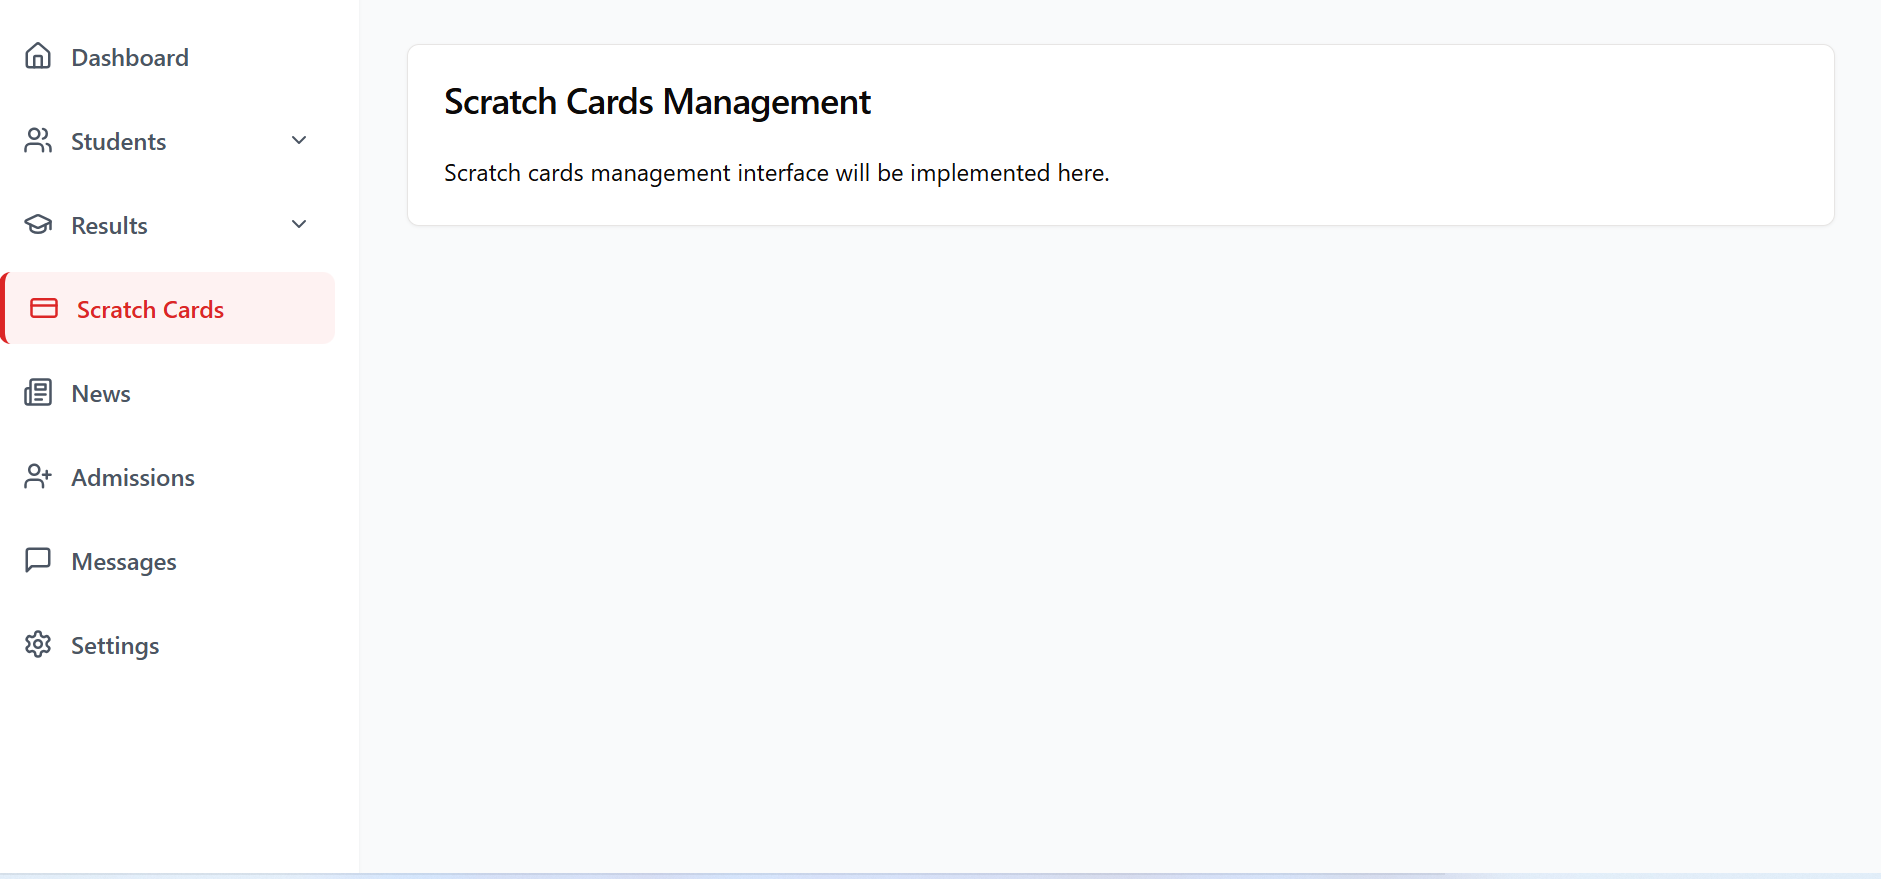 Dashboard
Students
Results
Scratch Cards
News
Admissions
Messages
Settings
Scratch Cards Management
Scratch cards management interface will be implemented here.